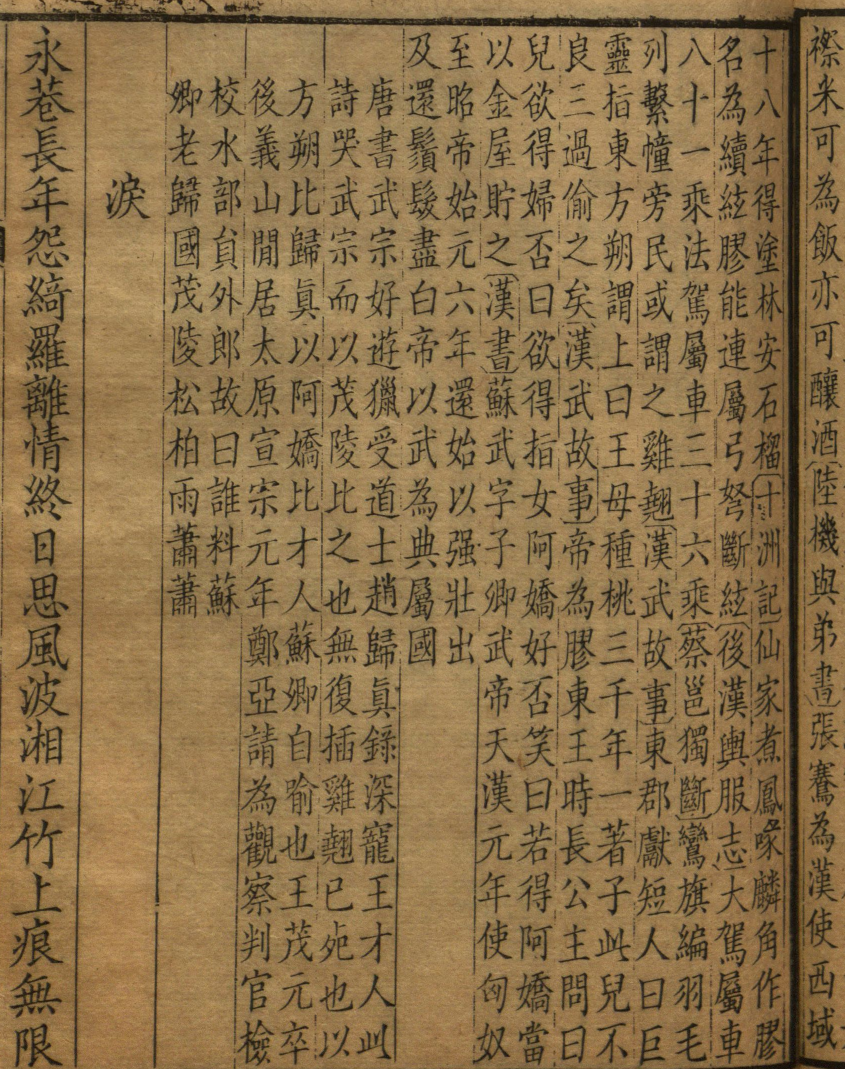 襟米可為飯亦可釀酒陸機與弟書張騫為漢使西域
十八年得塗林安石榴十洲記仙家煮鳳喙麟角作膠
名為續絃膠能連屬弓弩斷絃後漢輿服志大駕屬車
八十一乘法駕屬車三十六乘蔡邕獨斷鸞旗編羽毛
列繫幢旁民或謂之雞翹漢武故事東郡獻短人曰巨
靈指東方朔謂上曰王母種桃三千年一著子此兒不
良三過偷之矣漢武故事帝為膠東王時長公主問曰
兒欲得婦否曰欲得指女阿嬌好否笑曰若得阿嬌當
以金屋貯之漢書蘇武字子卿武帝天漢元年使匈奴
至昭帝始元六年還始以强壯出
及還鬚髮盡白帝以武為典屬國
唐書武宗好遊獵受道士趙歸眞錄深寵王才人此
詩哭武宗而以茂陵比之也無復插雞翹已死也以
方朔比歸眞以阿嬌比才人蘇卿自喻也王茂元卒
後義山閒居太原宣宗元年鄭亞請為觀察判官檢
校水部員外郎故曰誰料蘇
卿老歸國茂陵松柏雨蕭蕭
淚
永巷長年怨綺羅離情終日思風波湘江竹上痕無限